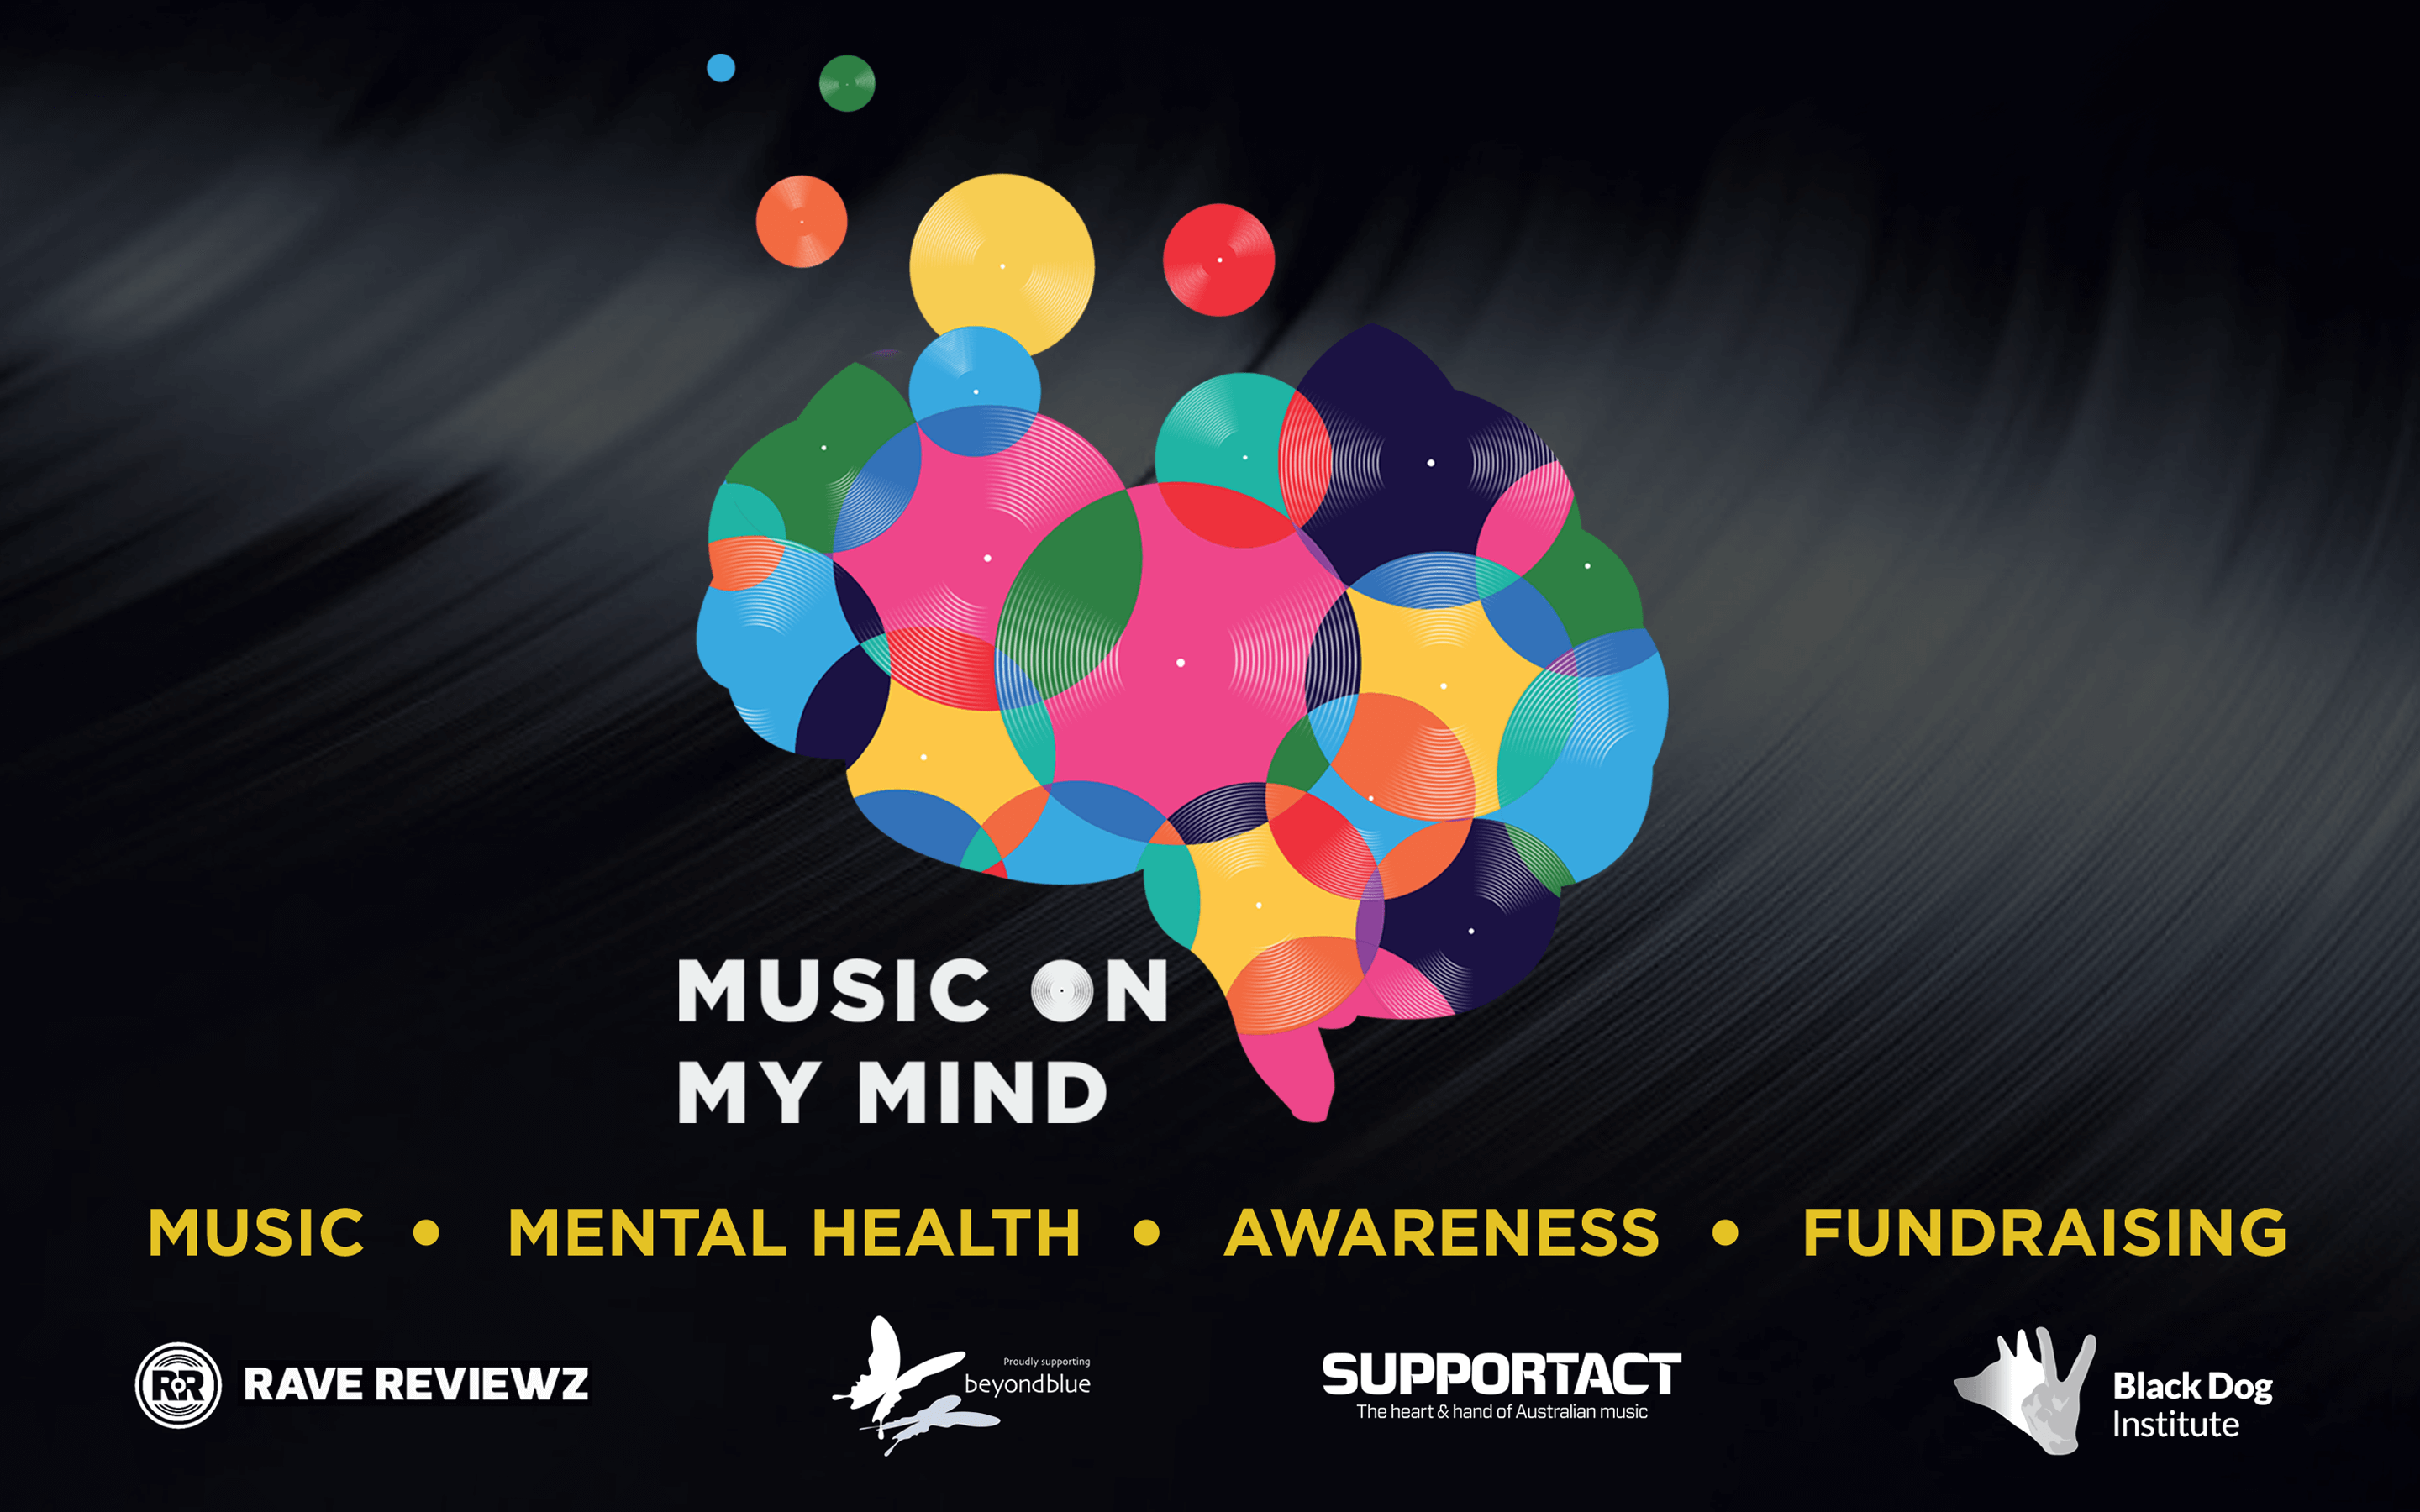 MUSIC ON
MY MIND
MUSIC • MENTAL HEALTH • AWARENESS • FUNDRAISING
RR RAVE REVIEWZ
Proudly supporting
beyondblue
SUPPORTACT
The heart & hand of Australian music
Black Dog
Institute